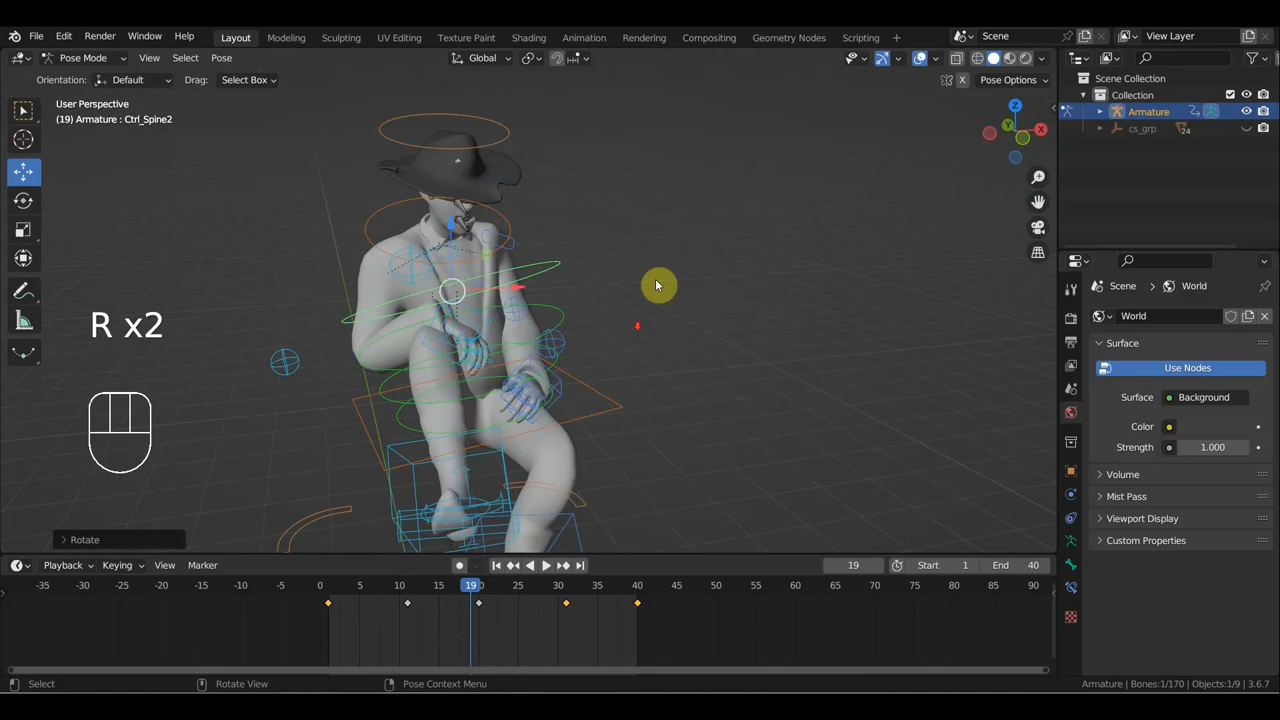 File Edit Render Window Help Layout Modeling Sculpting UV Editing Texture Paint Shading Animation Rendering Compositing Geometry Nodes Scripting Scene View Layer
Pose Mode View Select Pose Global
Orientation: Default Drag: Select Box X Pose Options
Scene Collection
Collection
Armature
cs_grp 24
User Perspective
(19) Armature : Ctrl_Spine2
Z
Y X
R x2
Scene World
World
Surface
Use Nodes
Surface Background
Color
Strength 1.000
Volume
Mist Pass
Viewport Display
Custom Properties
Rotate
Playback Keying View Marker 19 Start 1 End 40
-35 -30 -25 -20 -15 -10 -5 0 5 10 15 19 25 30 35 40 45 50 55 60 65 70 75 80 85 90
Select Rotate View Pose Context Menu Armature | Bones:1/170 | Objects:1/9 | 3.6.7